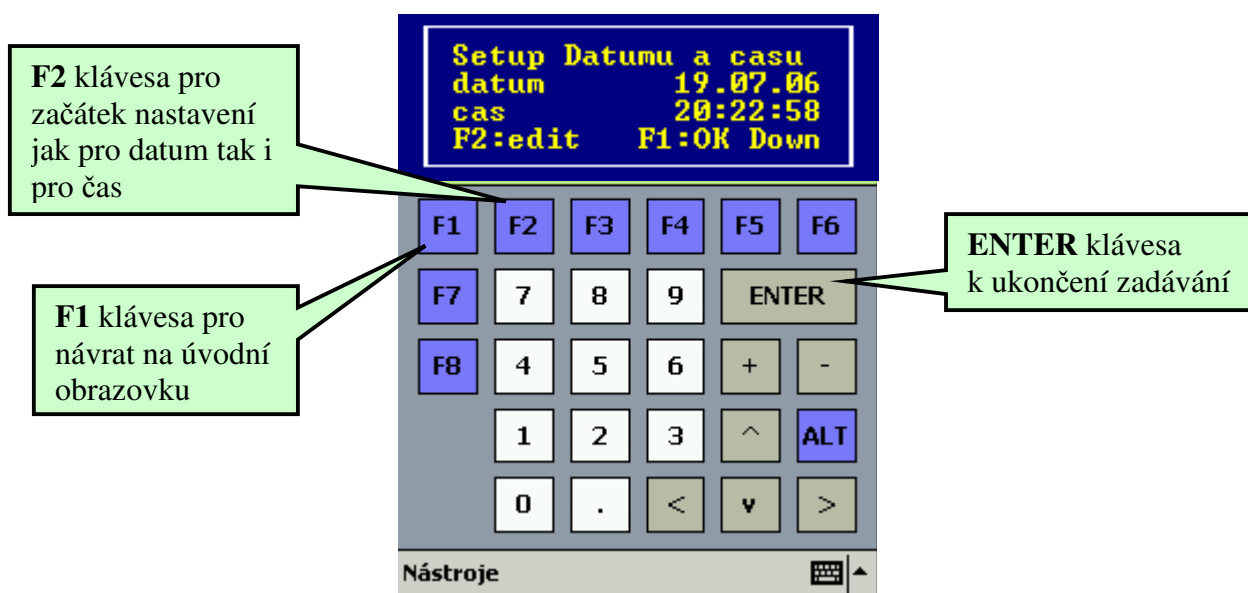 F2 klávesa pro
začátek nastavení
jak pro datum tak i
pro čas
Setup Datumu a casu
datum 19.07.06
cas 20:22:58
F2:edit F1:OK Down
F1 F2 F3 F4 F5 F6
ENTER klávesa
k ukončení zadávání
F7 7 8 9 ENTER
F1 klávesa pro
návrat na úvodní
obrazovku
F8 4 5 6 + -
1 2 3 ^ ALT
0 . < v >
Nástroje